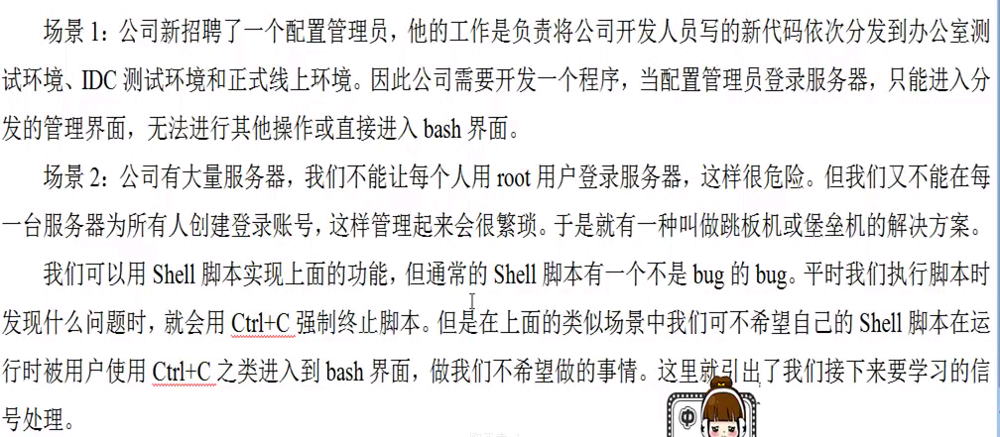 场景 1：公司新招聘了一个配置管理员，他的工作是负责将公司开发人员写的新代码依次分发到办公室测
试环境、IDC 测试环境和正式线上环境。因此公司需要开发一个程序，当配置管理员登录服务器，只能进入分
发的管理界面，无法进行其他操作或直接进入 bash 界面。
场景 2：公司有大量服务器，我们不能让每个人用 root 用户登录服务器，这样很危险。但我们又不能在每
一台服务器为所有人创建登录账号，这样管理起来会很繁琐。于是就有一种叫做跳板机或堡垒机的解决方案。
我们可以用 Shell 脚本实现上面的功能，但通常的 Shell 脚本有一个不是 bug 的 bug。平时我们执行脚本时
发现什么问题时，就会用 Ctrl+C 强制终止脚本。但是在上面的类似场景中我们可不希望自己的 Shell 脚本在运
行时被用户使用 Ctrl+C 之类进入到 bash 界面，做我们不希望做的事情。这里就引出了我们接下来要学习的信
号处理。
中